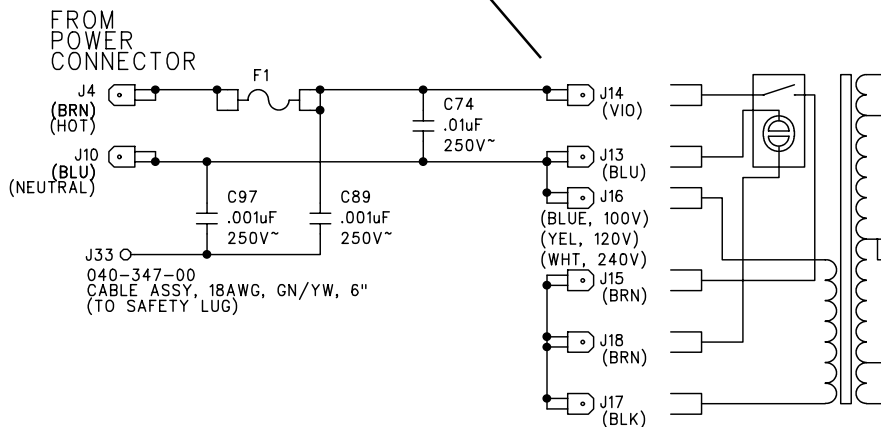 FROM
POWER
CONNECTOR
J4
(BRN)
(HOT)
F1
C74
.01uF
250V~
J14
(VIO)
J10
(BLU)
(NEUTRAL)
J13
(BLU)
C97
.001uF
250V~
C89
.001uF
250V~
J16
(BLUE, 100V)
(YEL, 120V)
(WHT, 240V)
J33
040-347-00
CABLE ASSY, 18AWG, GN/YW, 6"
(TO SAFETY LUG)
J15
(BRN)
J18
(BRN)
J17
(BLK)